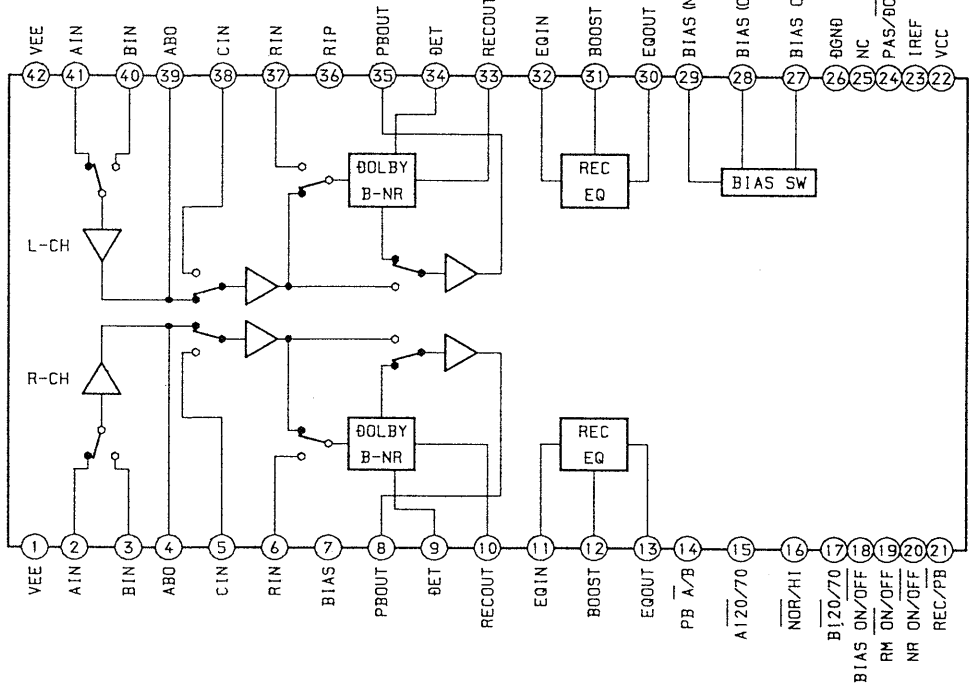 VEE
AIN
BIN
ABO
CIN
RIN
RIP
PBOUT
DET
RECOUT
EQIN
BOOST
EQOUT
BIAS
BIAS
BIAS
DGND
NC
IREF
VCC
42
41
40
39
38
37
36
35
34
33
32
31
30
29
28
27
26
25
24
23
22
DOLBY
B-NR
REC
EQ
BIAS SW
L-CH
R-CH
DOLBY
B-NR
REC
EQ
1
2
3
4
5
6
7
8
9
10
11
12
13
14
15
16
17
18
19
20
21
VEE
AIN
BIN
ABO
CIN
RIN
BIAS
PBOUT
DET
RECOUT
EQIN
BOOST
EQOUT
PB A/B
A120/70
NOR/HI
B120/70
BIAS ON/OFF
RM ON/OFF
NR ON/OFF
REC/PB